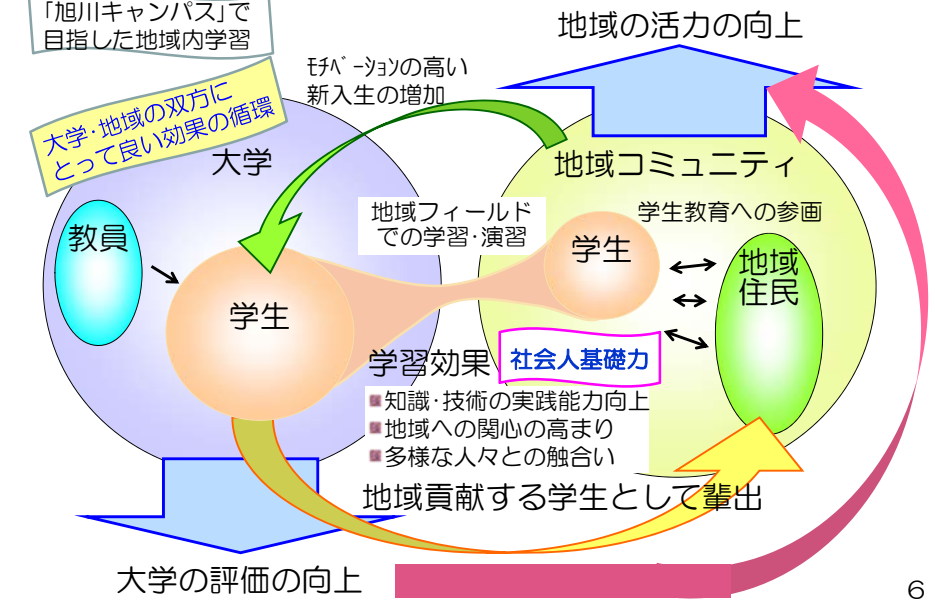 「旭川キャンパス」で
目指した地域内学習
大学･地域の双方に
とって良い効果の循環
ﾓﾁﾍﾞｰｼｮﾝの高い
新入生の増加
地域の活力の向上
大学
地域コミュニティ
教員
学生
地域フィールド
での学習･演習
学生教育への参画
学生
地域
住民
学習効果
社会人基礎力
知識･技術の実践能力向上
地域への関心の高まり
多様な人々との触合い
地域貢献する学生として輩出
大学の評価の向上
6